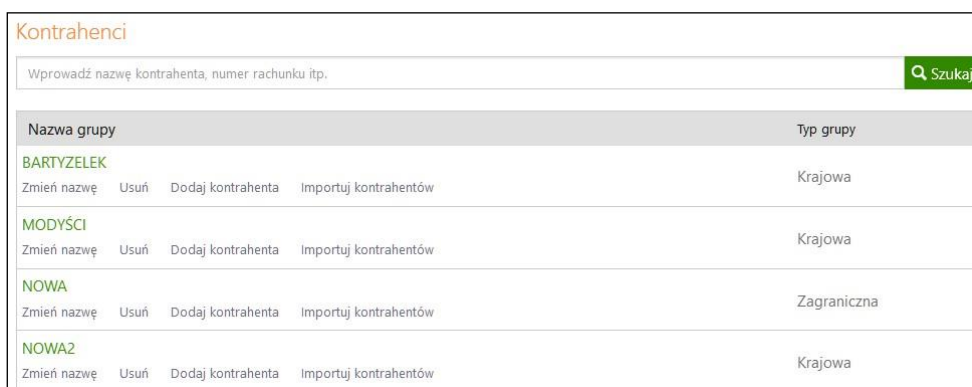 Kontrahenci
Wprowadź nazwę kontrahenta, numer rachunku itp.
Szukaj
Nazwa grupy Typ grupy
BARTYZELEK
Krajowa
Zmień nazwę Usuń Dodaj kontrahenta Importuj kontrahentów
MODYŚCI
Krajowa
Zmień nazwę Usuń Dodaj kontrahenta Importuj kontrahentów
NOWA
Zagraniczna
Zmień nazwę Usuń Dodaj kontrahenta Importuj kontrahentów
NOWA2
Krajowa
Zmień nazwę Usuń Dodaj kontrahenta Importuj kontrahentów